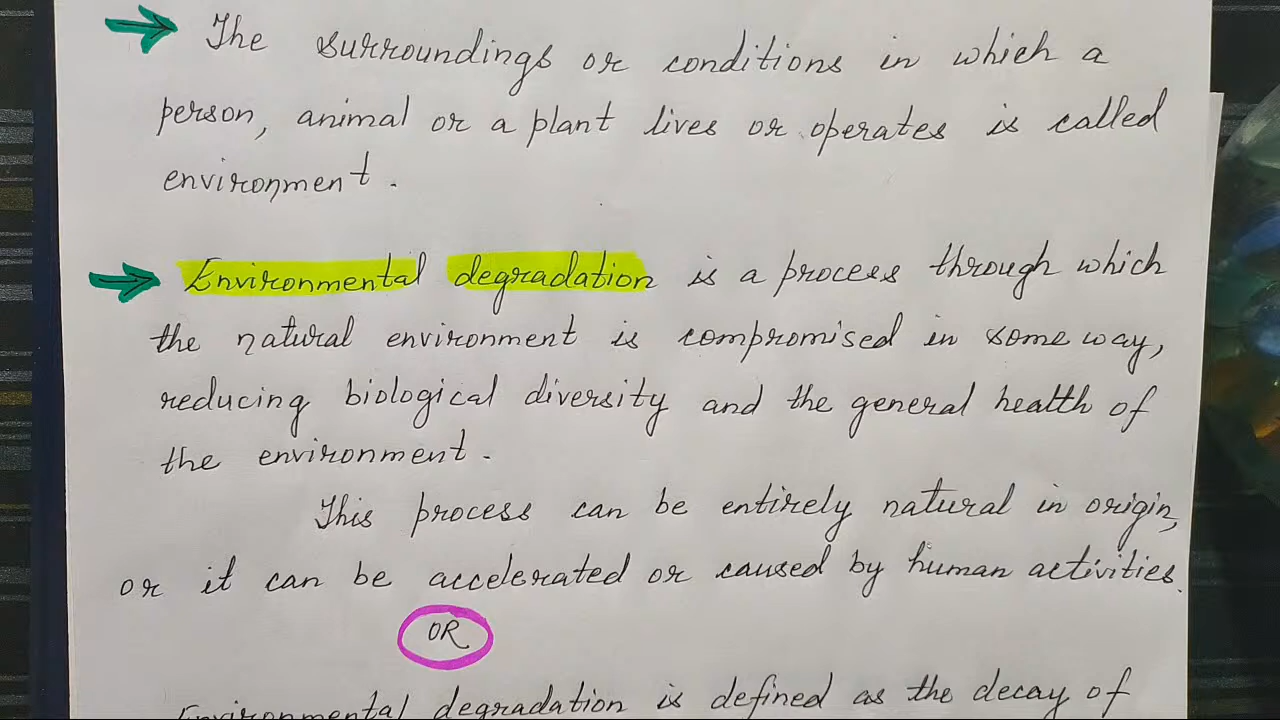 The surroundings or conditions in which a
person, animal or a plant lives or operates is called
environment.
Environmental degradation is a process through which
the natural environment is compromised in some way,
reducing biological diversity and the general health of
the environment.
This process can be entirely natural in origin,
or it can be accelerated or caused by human activities.
OR
Environmental degradation is defined as the decay of